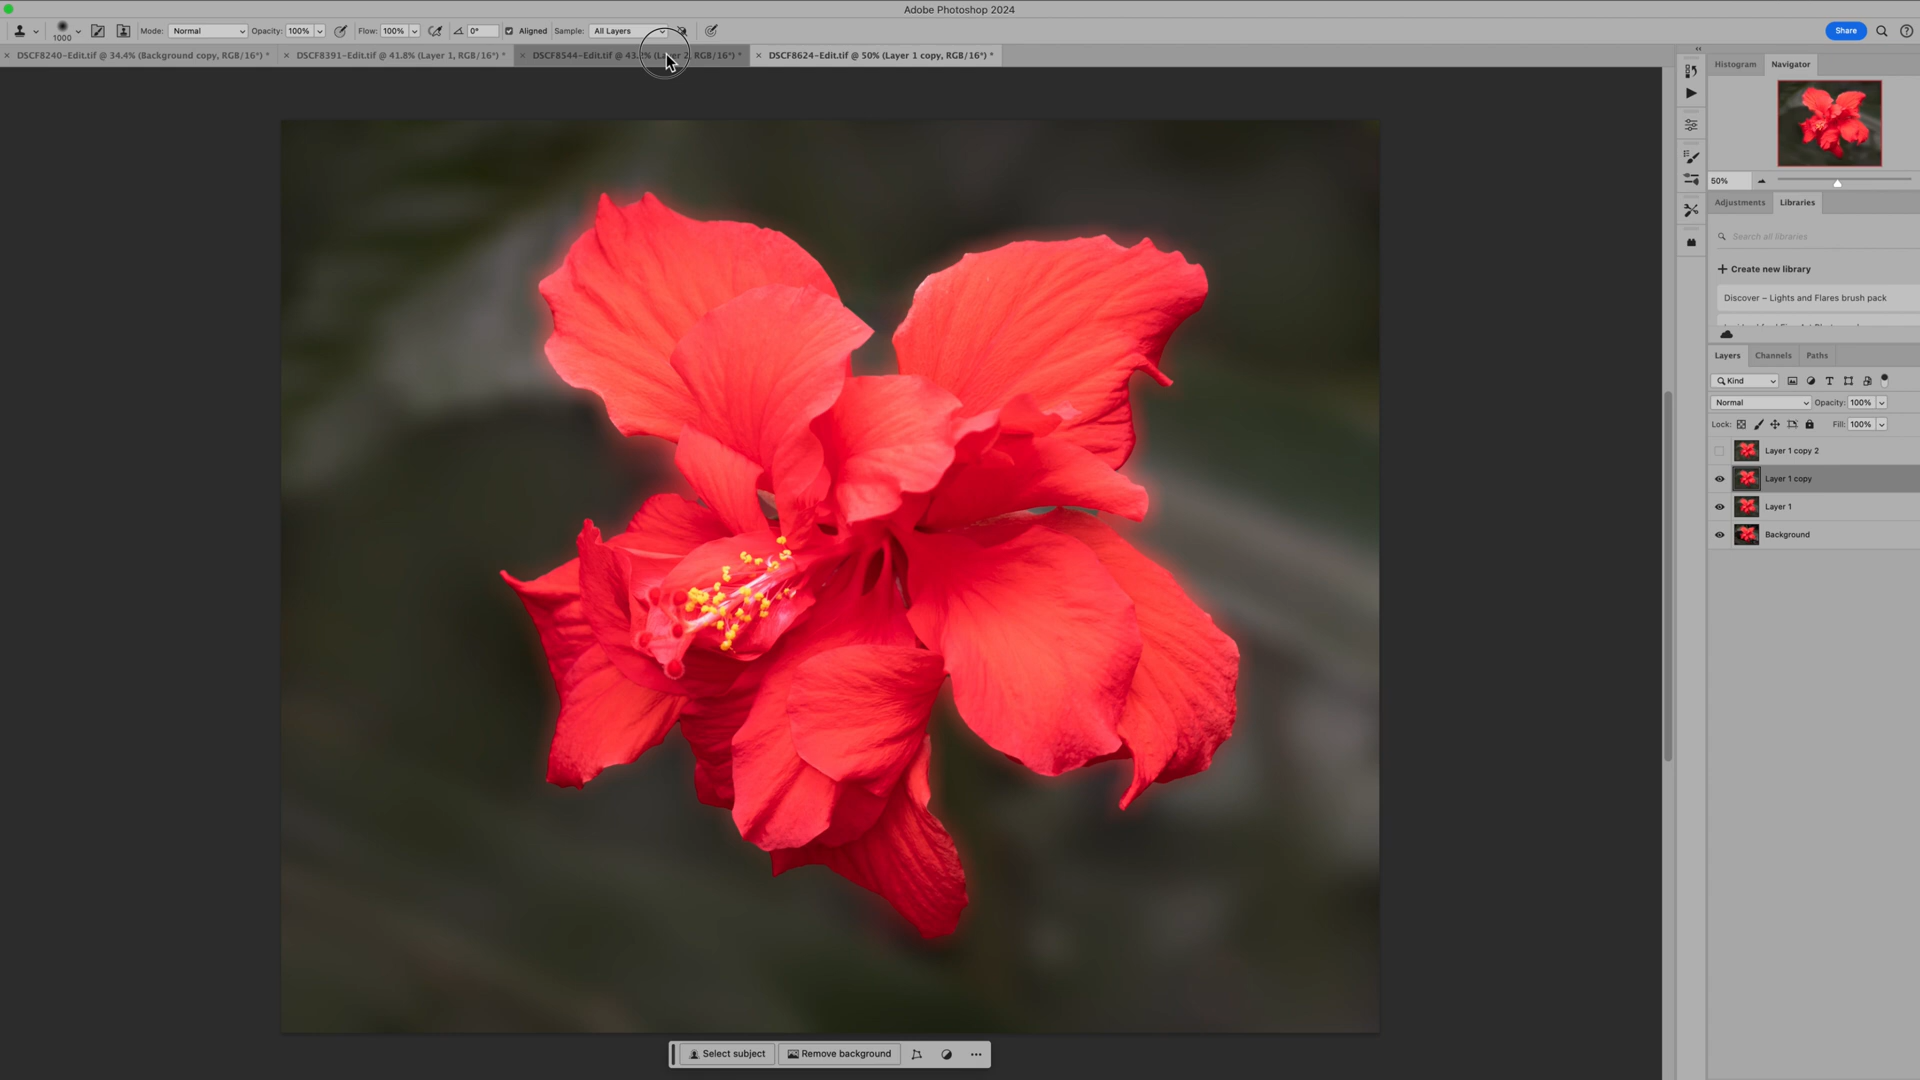 Adobe Photoshop 2024
1000 Mode: Normal Opacity: 100% Flow: 100% 0° Aligned Sample: All Layers Share
DSCF8240-Edit.tif @ 34.4% (Background copy, RGB/16*) * DSCF8391-Edit.tif @ 41.8% (Layer 1, RGB/16*) * DSCF8544-Edit.tif @ (Layer 2, RGB/16*) * DSCF8624-Edit.tif @ 50% (Layer 1 copy, RGB/16*) *
Histogram Navigator
50%
Adjustments Libraries
Search all libraries
+ Create new library
Discover – Lights and Flares brush pack
Layers Channels Paths
Kind
Normal Opacity: 100%
Lock: Fill: 100%
Layer 1 copy 2
Layer 1 copy
Layer 1
Background
Select subject Remove background